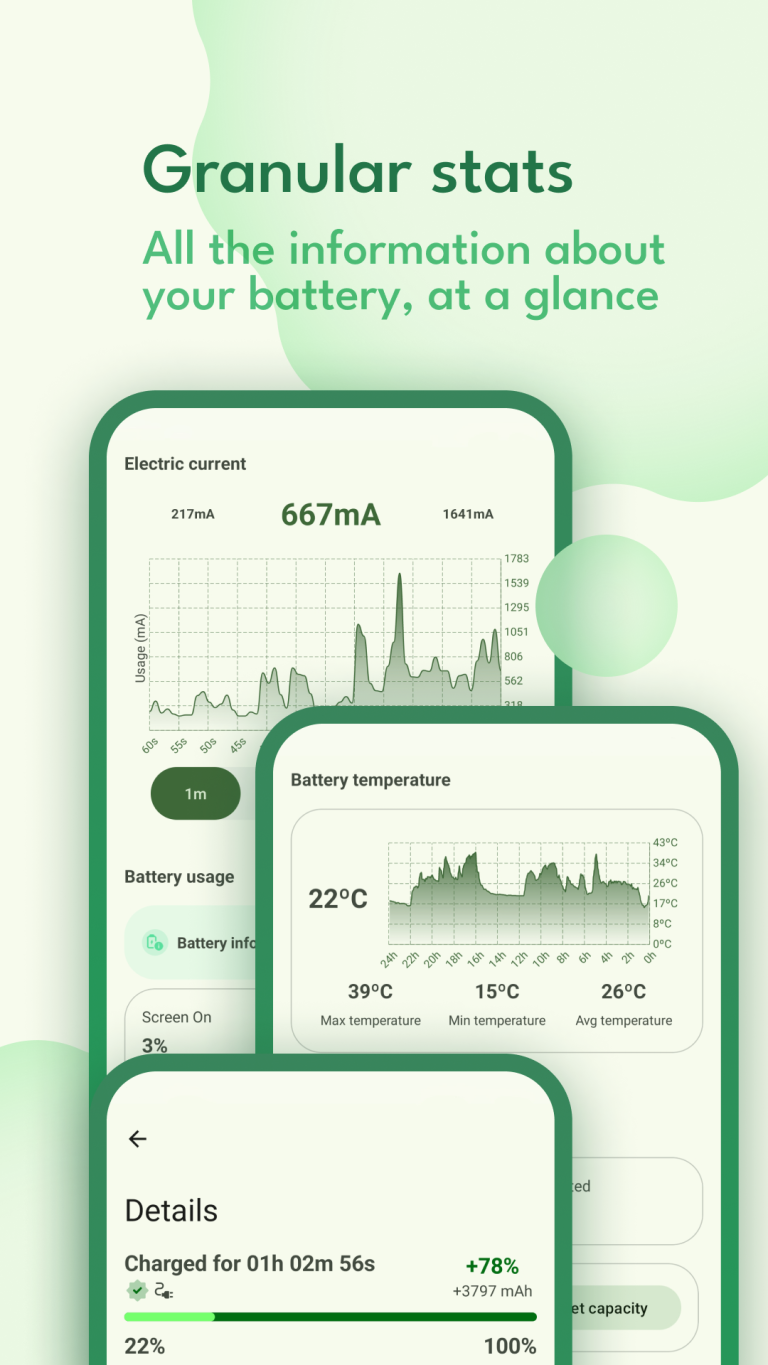 Granular stats
All the information about
your battery, at a glance
Electric current
217mA
667mA
1641mA
Usage (mA)
1783
1539
1295
1051
806
562
318
60s
55s
50s
45s
1m
Battery usage
Battery info
Screen On
3%
Battery temperature
22ºC
43ºC
34ºC
26ºC
17ºC
8ºC
0ºC
24h
22h
20h
18h
16h
14h
12h
10h
8h
6h
4h
2h
0h
39ºC
15ºC
26ºC
Max temperature
Min temperature
Avg temperature
capacity
Details
Charged for 01h 02m 56s
+78%
+3797 mAh
22%
100%